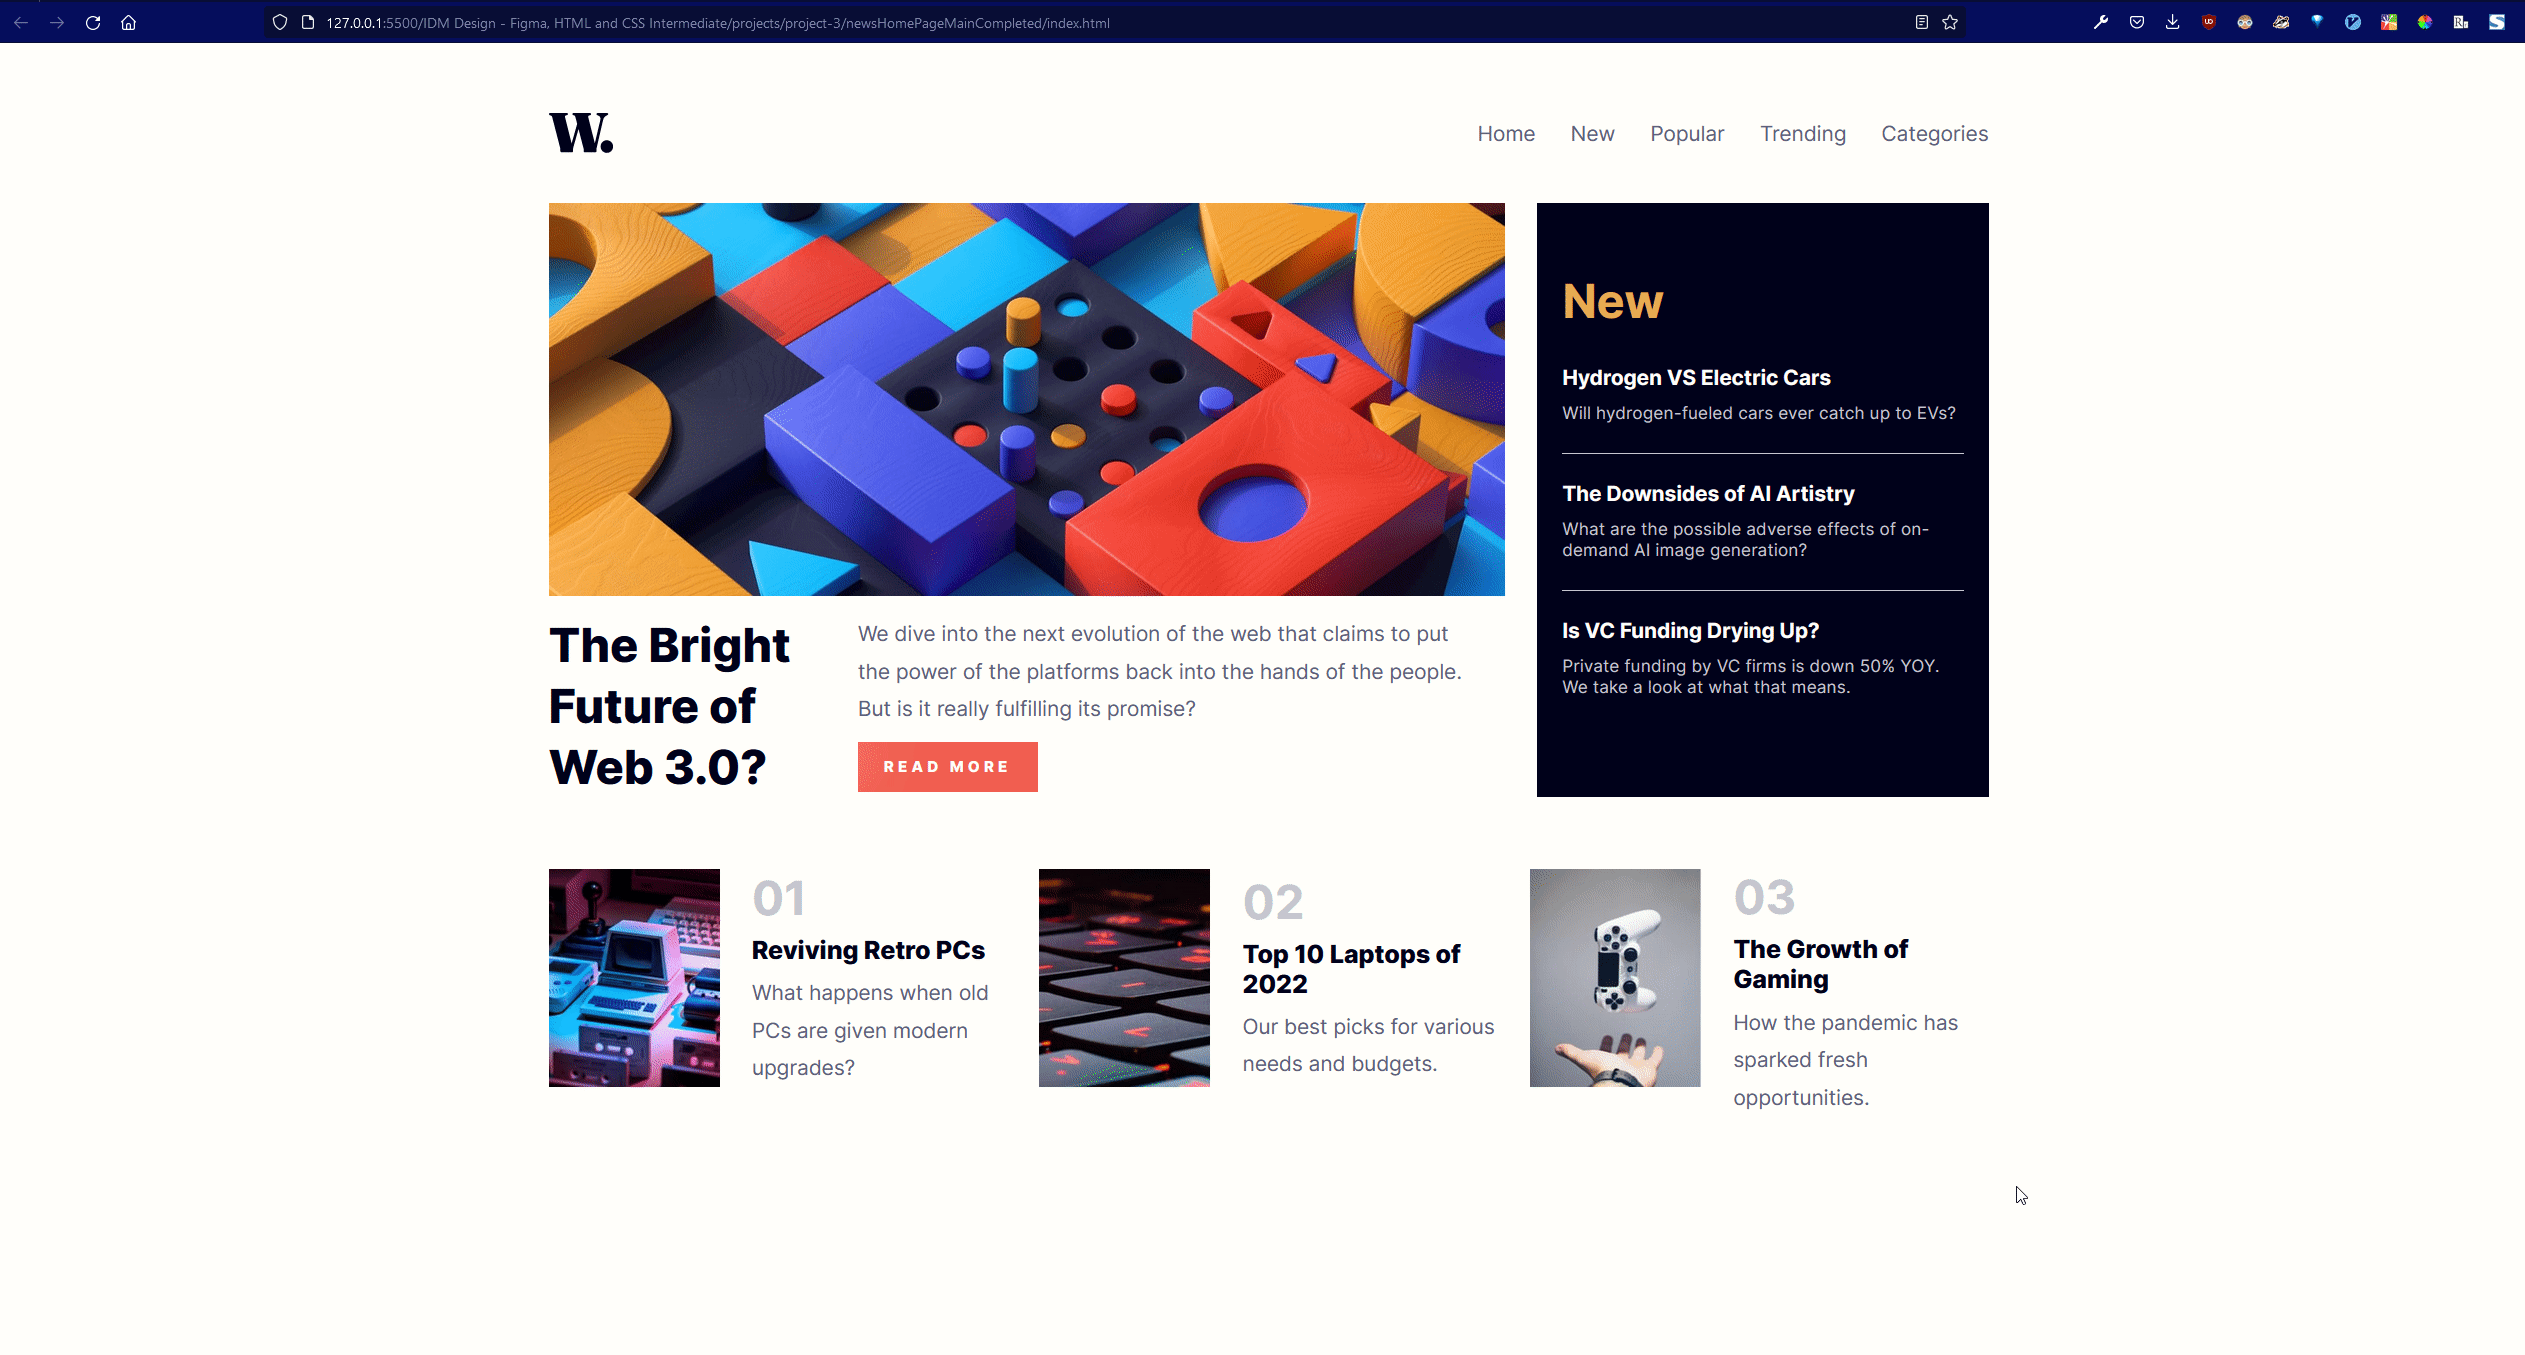 127.0.0.1:5500/IDM Design - Figma, HTML and CSS Intermediate/projects/project-3/newsHomePageMainCompleted/index.html
W.
Home New Popular Trending Categories
The Bright
Future of
Web 3.0?
We dive into the next evolution of the web that claims to put
the power of the platforms back into the hands of the people.
But is it really fulfilling its promise?
READ MORE
New
Hydrogen VS Electric Cars
Will hydrogen-fueled cars ever catch up to EVs?
The Downsides of AI Artistry
What are the possible adverse effects of on-
demand AI image generation?
Is VC Funding Drying Up?
Private funding by VC firms is down 50% YOY.
We take a look at what that means.
01
Reviving Retro PCs
What happens when old
PCs are given modern
upgrades?
02
Top 10 Laptops of
2022
Our best picks for various
needs and budgets.
03
The Growth of
Gaming
How the pandemic has
sparked fresh
opportunities.